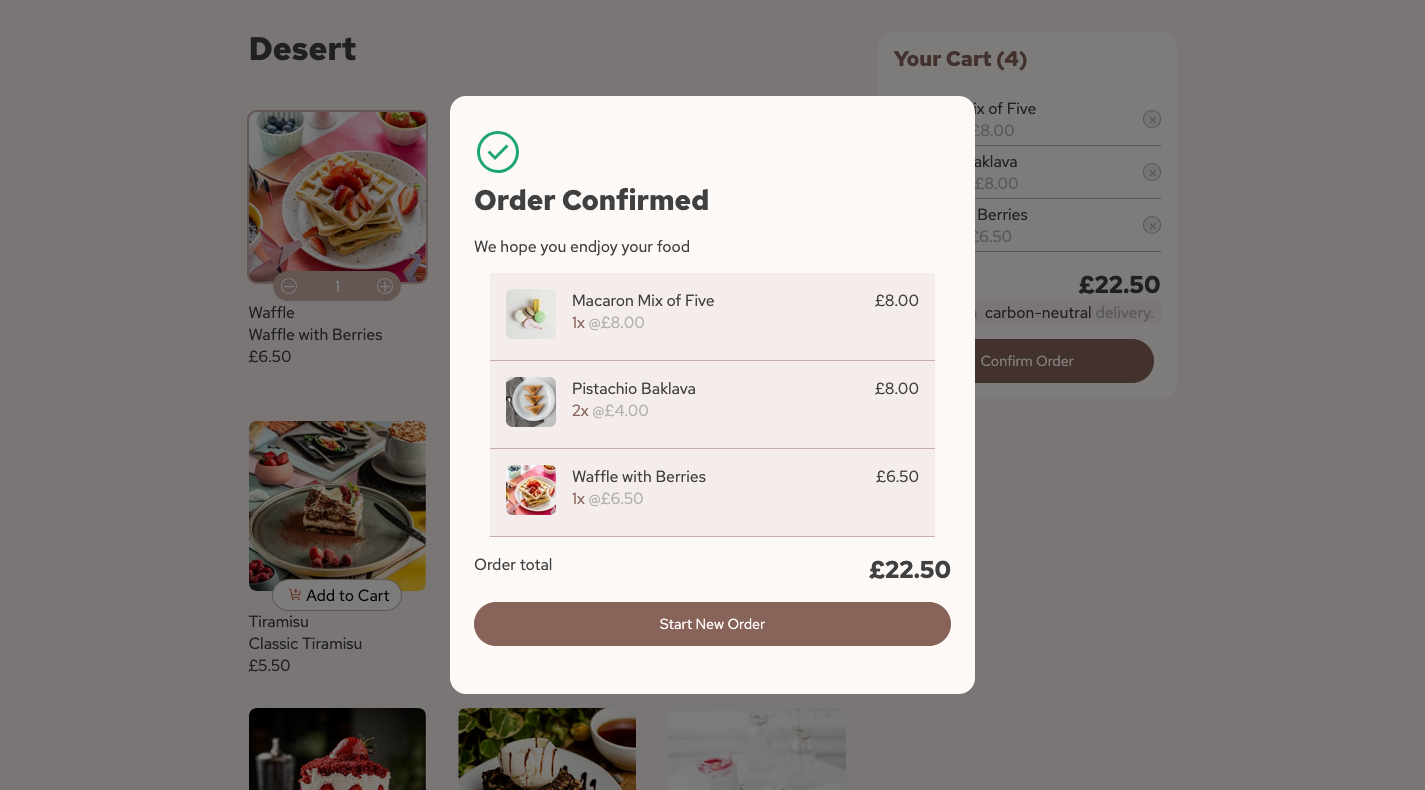 Desert
Your Cart (4)
of Five
£8.00
£8.00
Berries
£6.50
£22.50
carbon-neutral delivery.
Confirm Order
1
Waffle
Waffle with Berries
£6.50
Add to Cart
Tiramisu
Classic Tiramisu
£5.50
Order Confirmed
We hope you endjoy your food
Macaron Mix of Five £8.00
1x @£8.00
Pistachio Baklava £8.00
2x @£4.00
Waffle with Berries £6.50
1x @£6.50
Order total £22.50
Start New Order